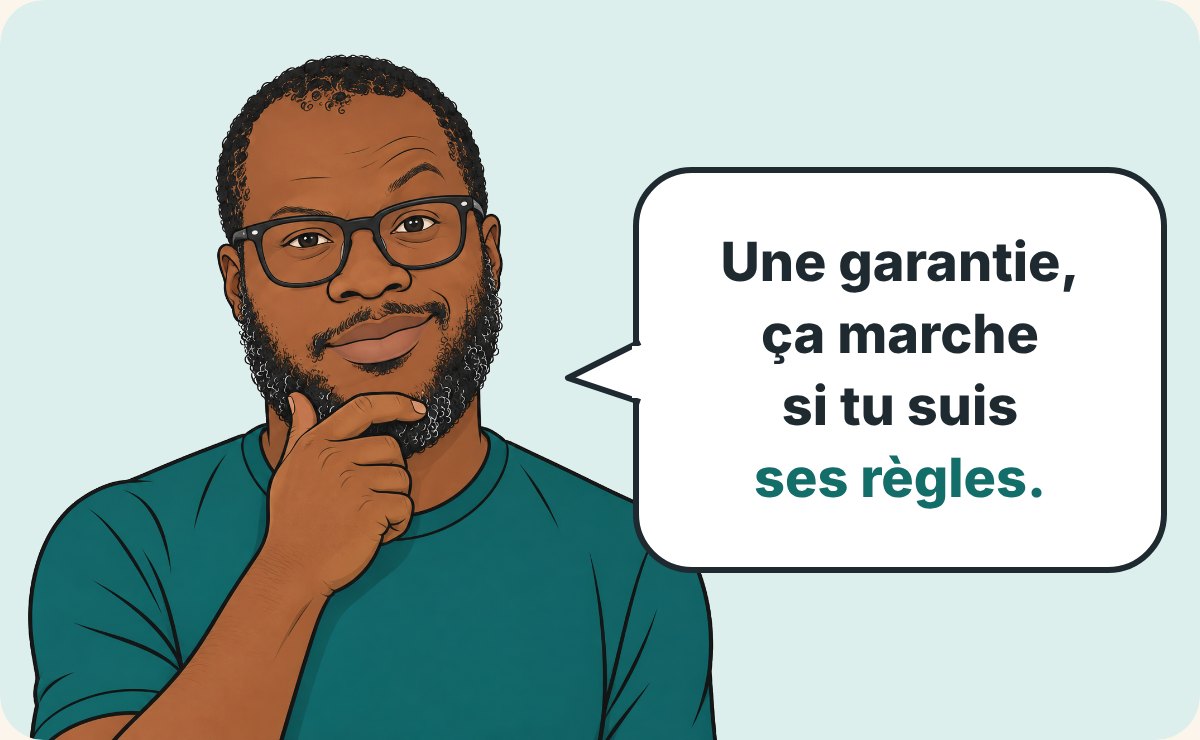 Une garantie,
ça marche
si tu suis
ses règles.